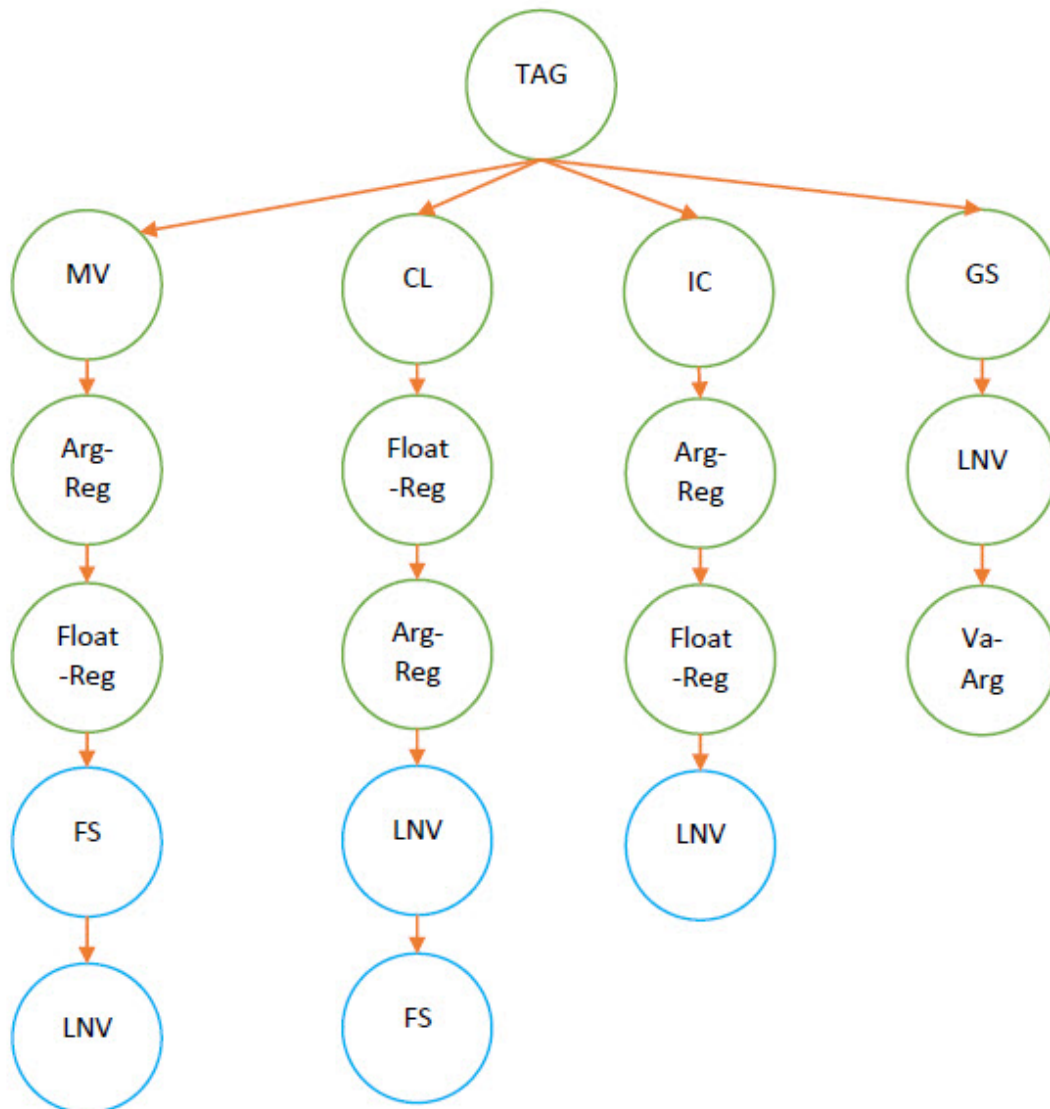 TAG
MV
CL
IC
GS
Arg-
Reg
Float
-Reg
Arg-
Reg
LNV
Float
-Reg
Arg-
Reg
Float
-Reg
Va-
Arg
FS
LNV
LNV
LNV
FS